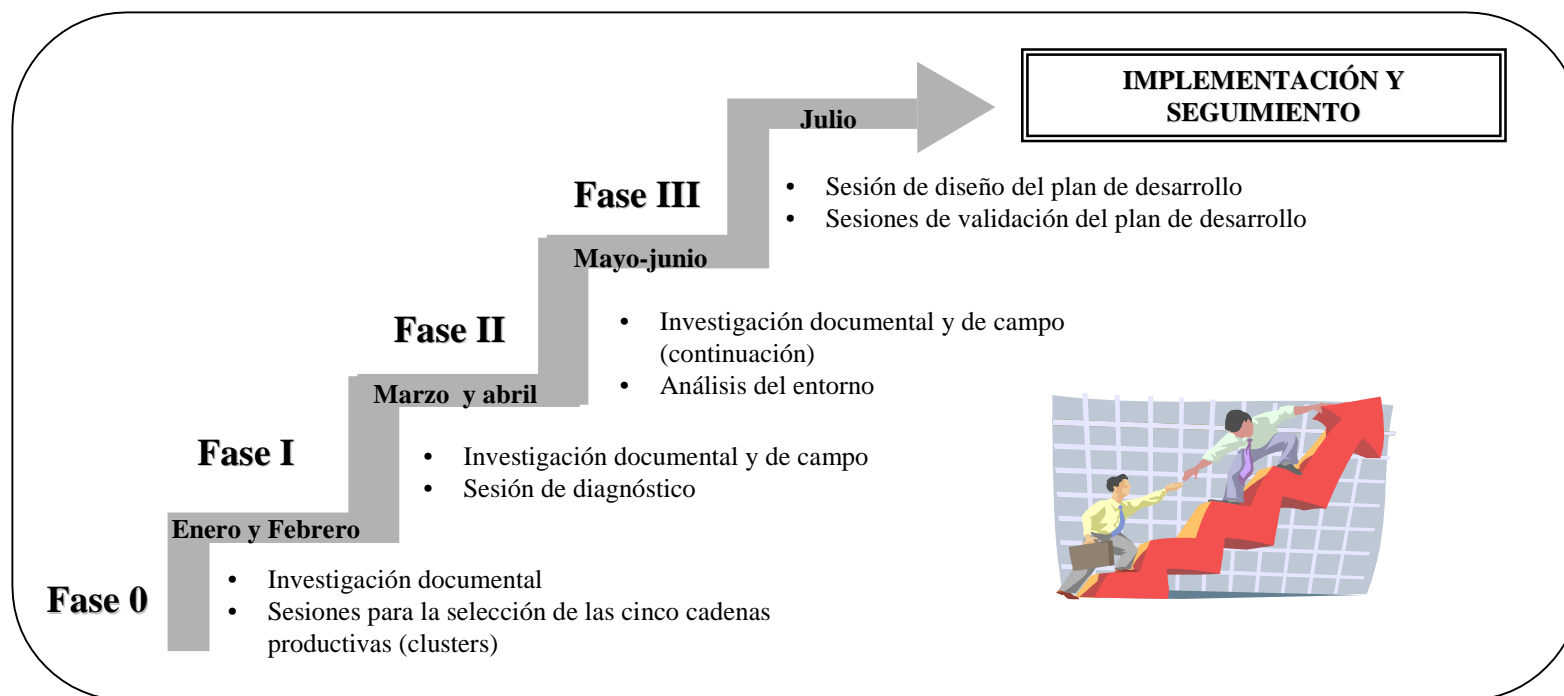 IMPLEMENTACIÓN Y
SEGUIMIENTO
Julio
Fase III
• Sesión de diseño del plan de desarrollo
• Sesiones de validación del plan de desarrollo
Mayo-junio
Fase II
• Investigación documental y de campo
(continuación)
• Análisis del entorno
Marzo y abril
Fase I
• Investigación documental y de campo
• Sesión de diagnóstico
Enero y Febrero
Fase 0
• Investigación documental
• Sesiones para la selección de las cinco cadenas
productivas (clusters)